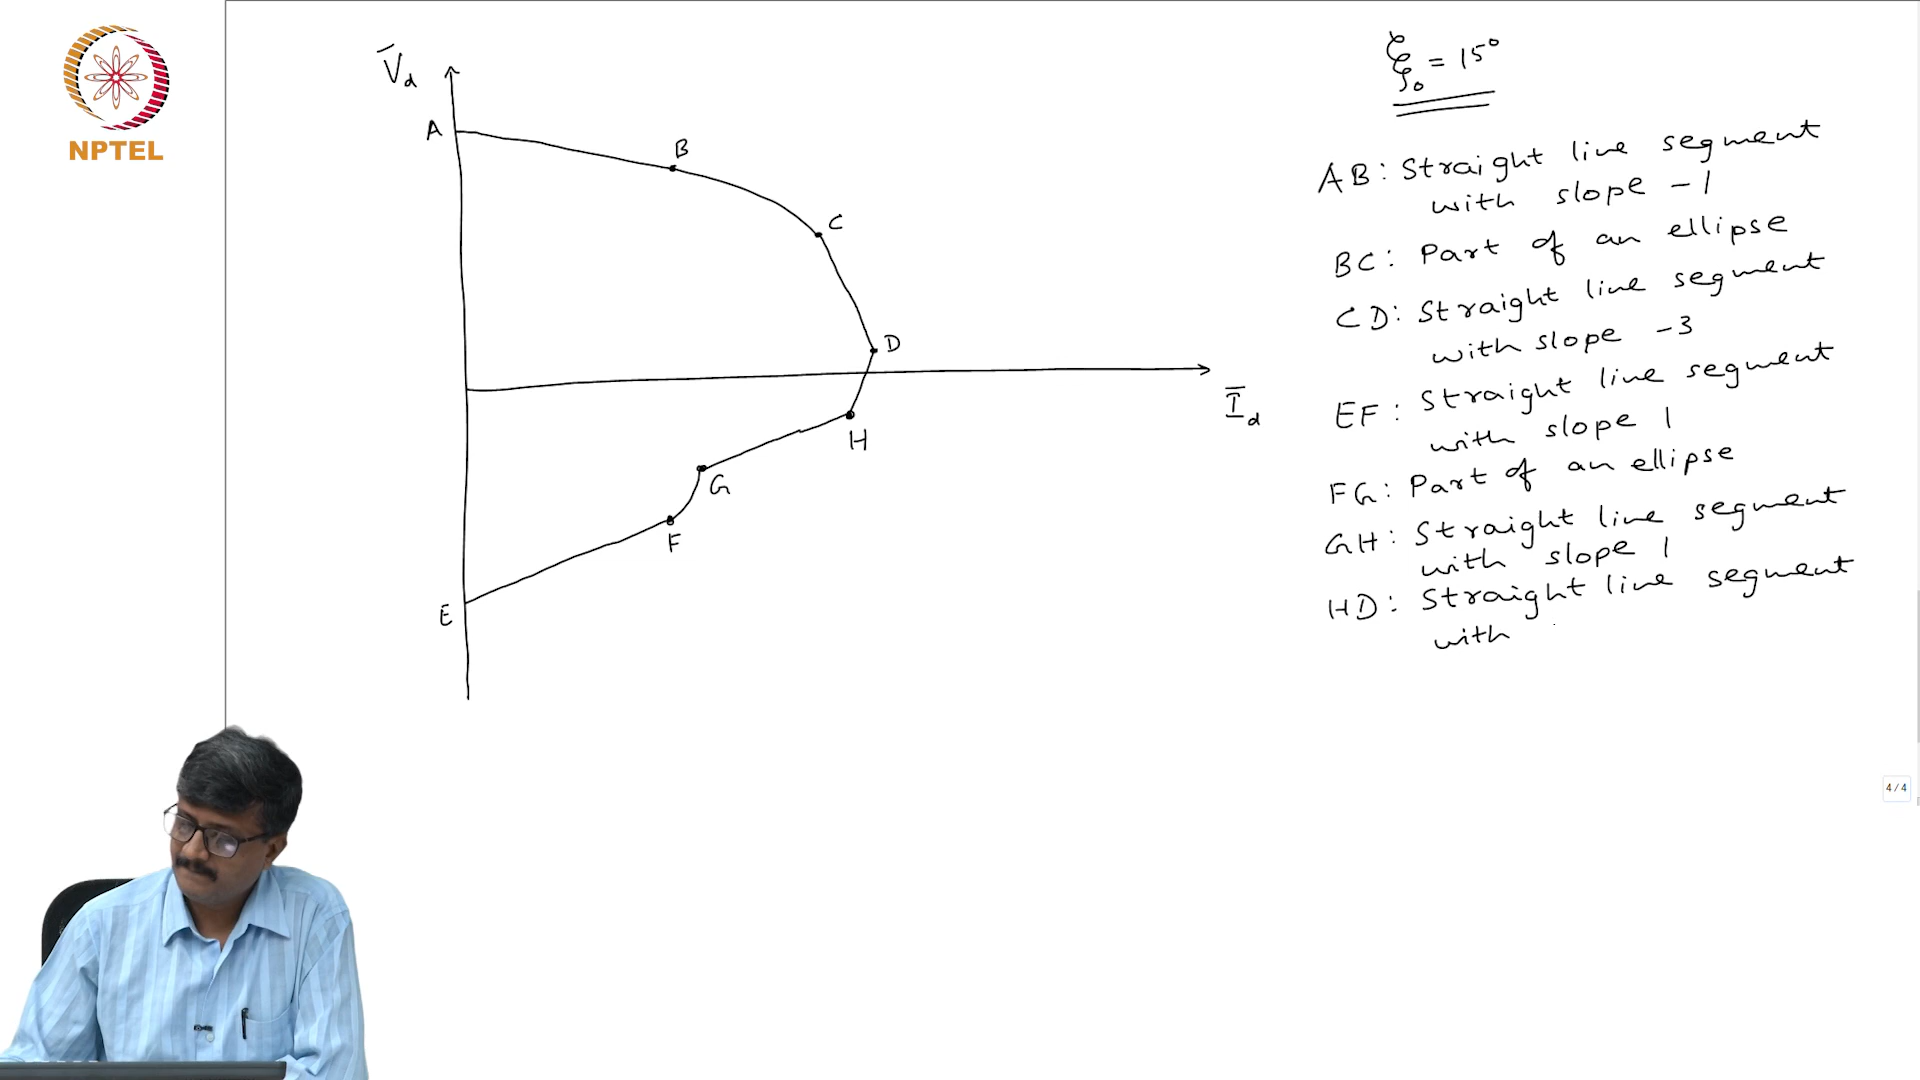 NPTEL
V̄d
A
B
C
D
Īd
H
G
F
E
ξ₀ = 15°
AB: Straight line segment
with slope -1
BC: Part of an ellipse
CD: Straight line segment
with slope -3
EF: Straight line segment
with slope 1
FG: Part of an ellipse
GH: Straight line segment
with slope 1
HD: Straight line segment
with
4/4